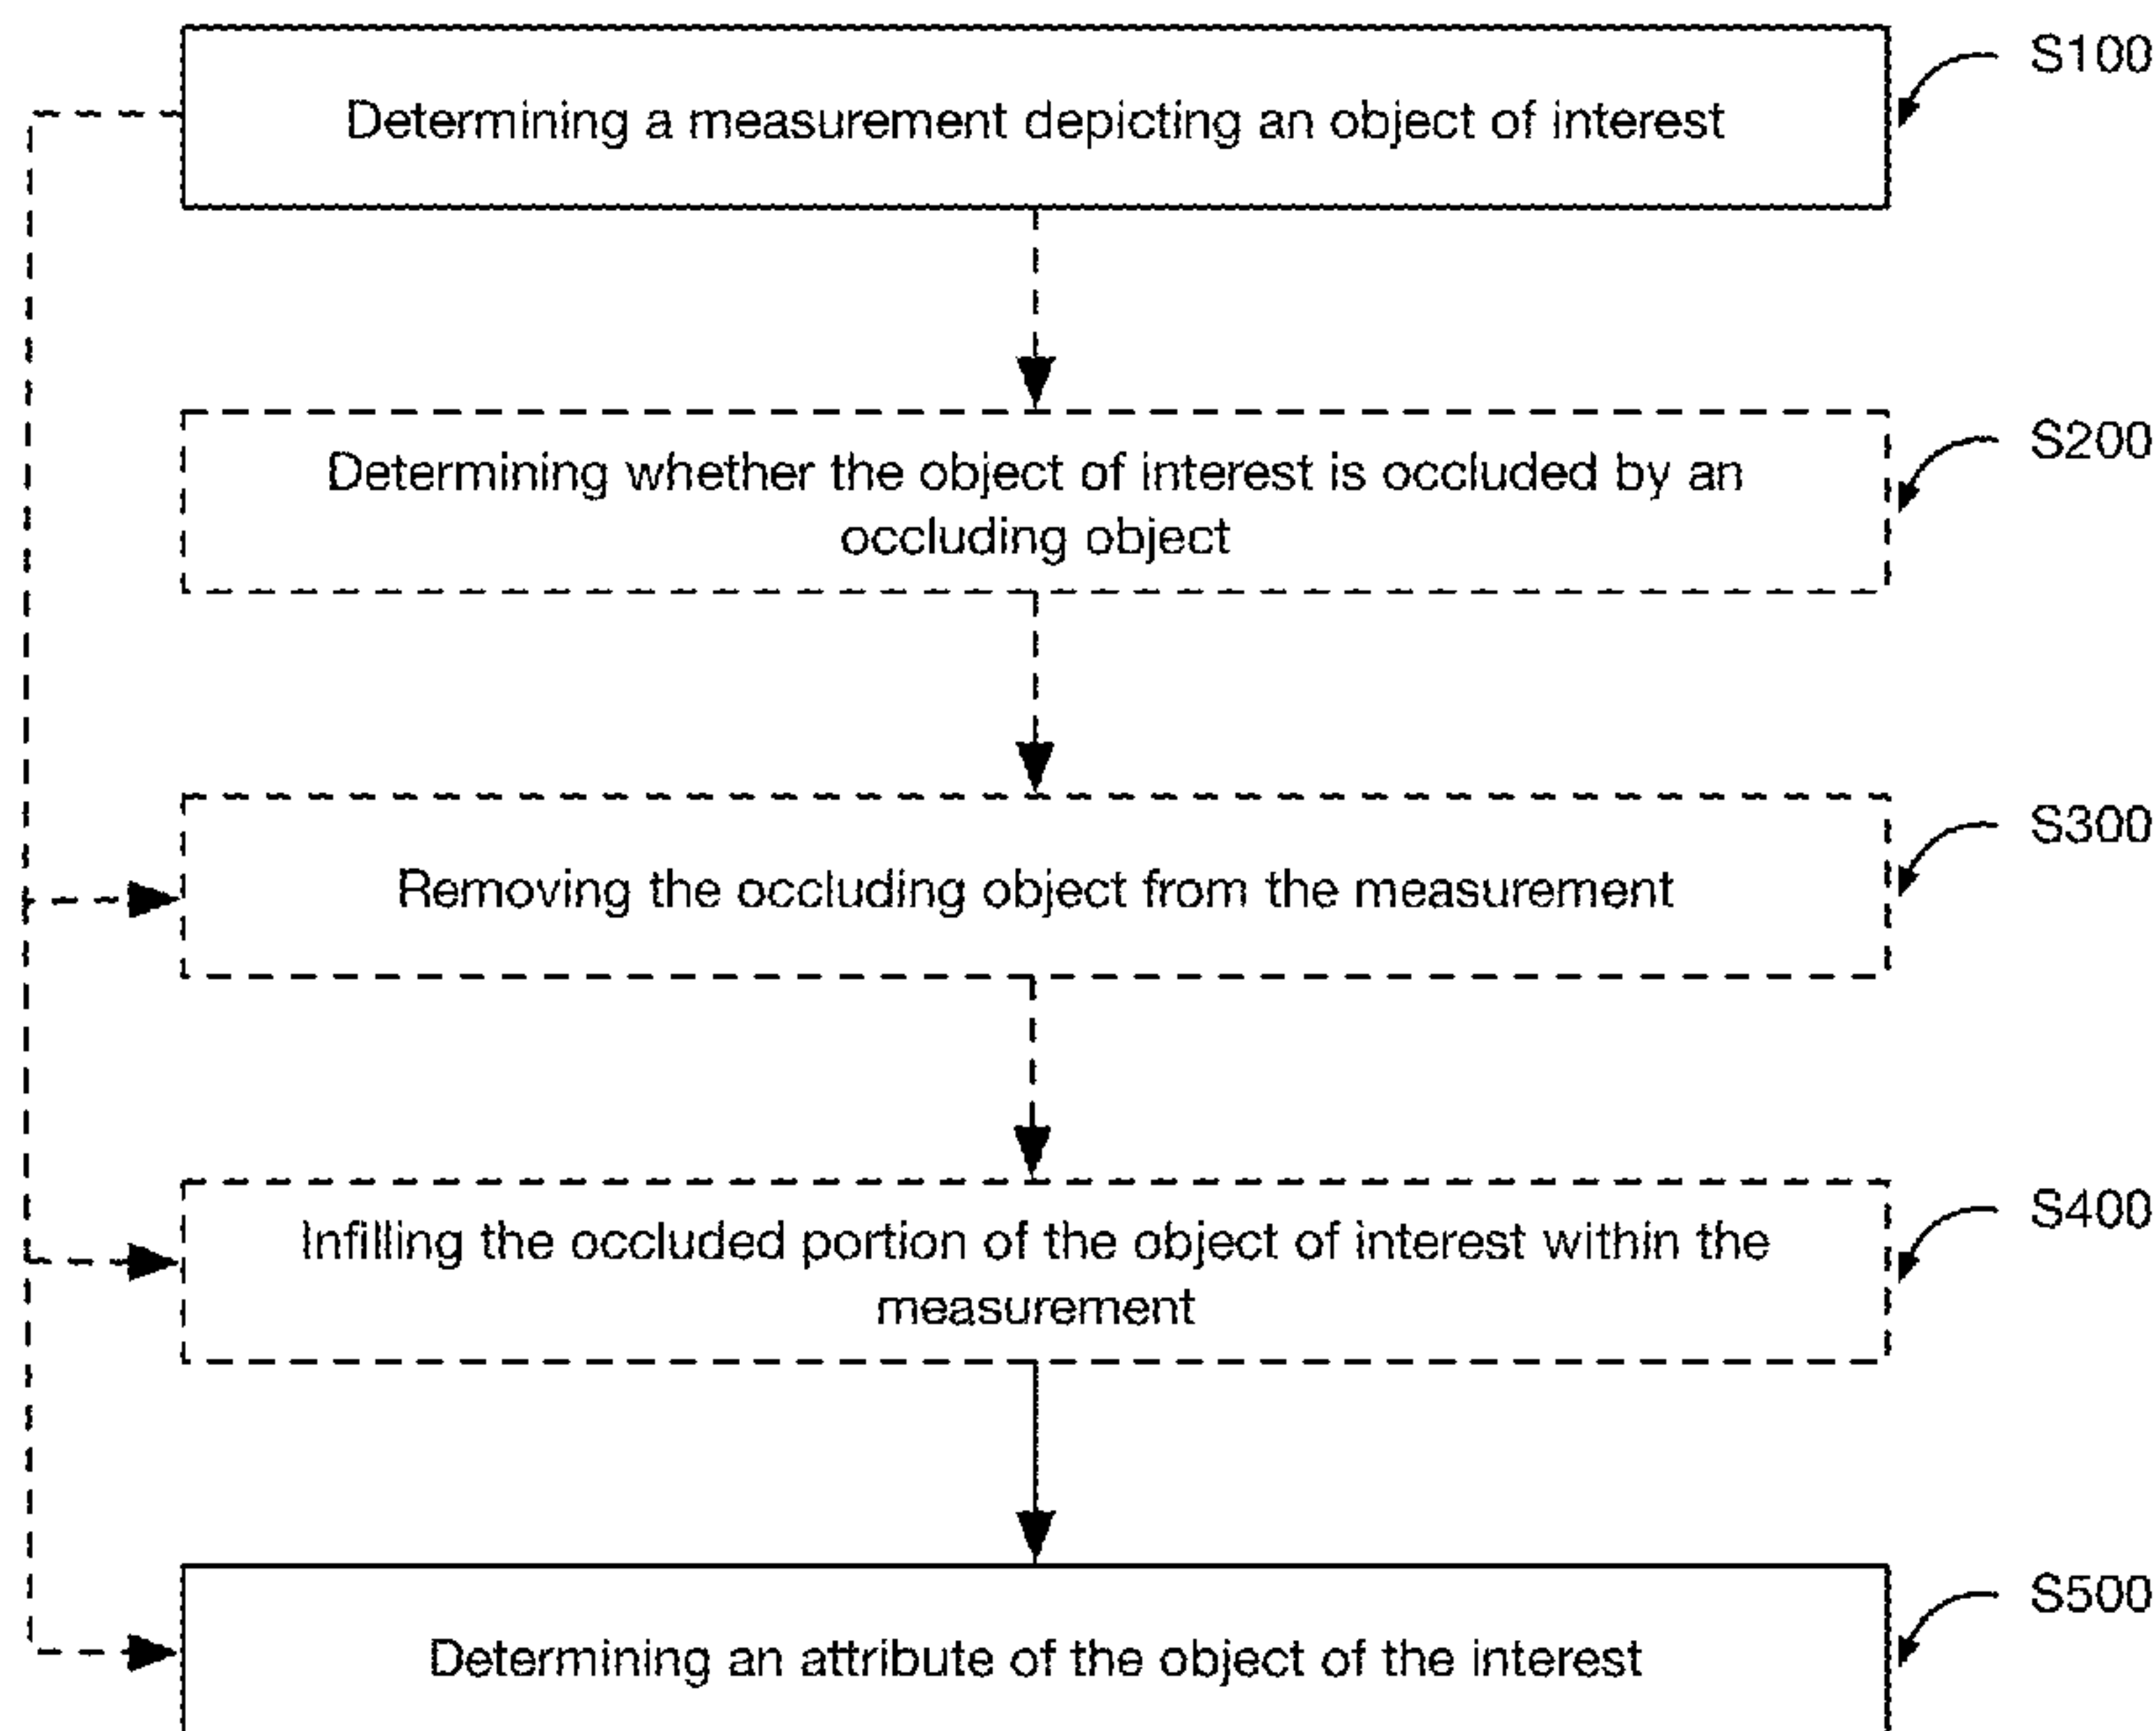 Determining a measurement depicting an object of interest
S100
Determining whether the object of interest is occluded by an
occluding object
S200
Removing the occluding object from the measurement
S300
Infilling the occluded portion of the object of interest within the
measurement
S400
Determining an attribute of the object of the interest
S500